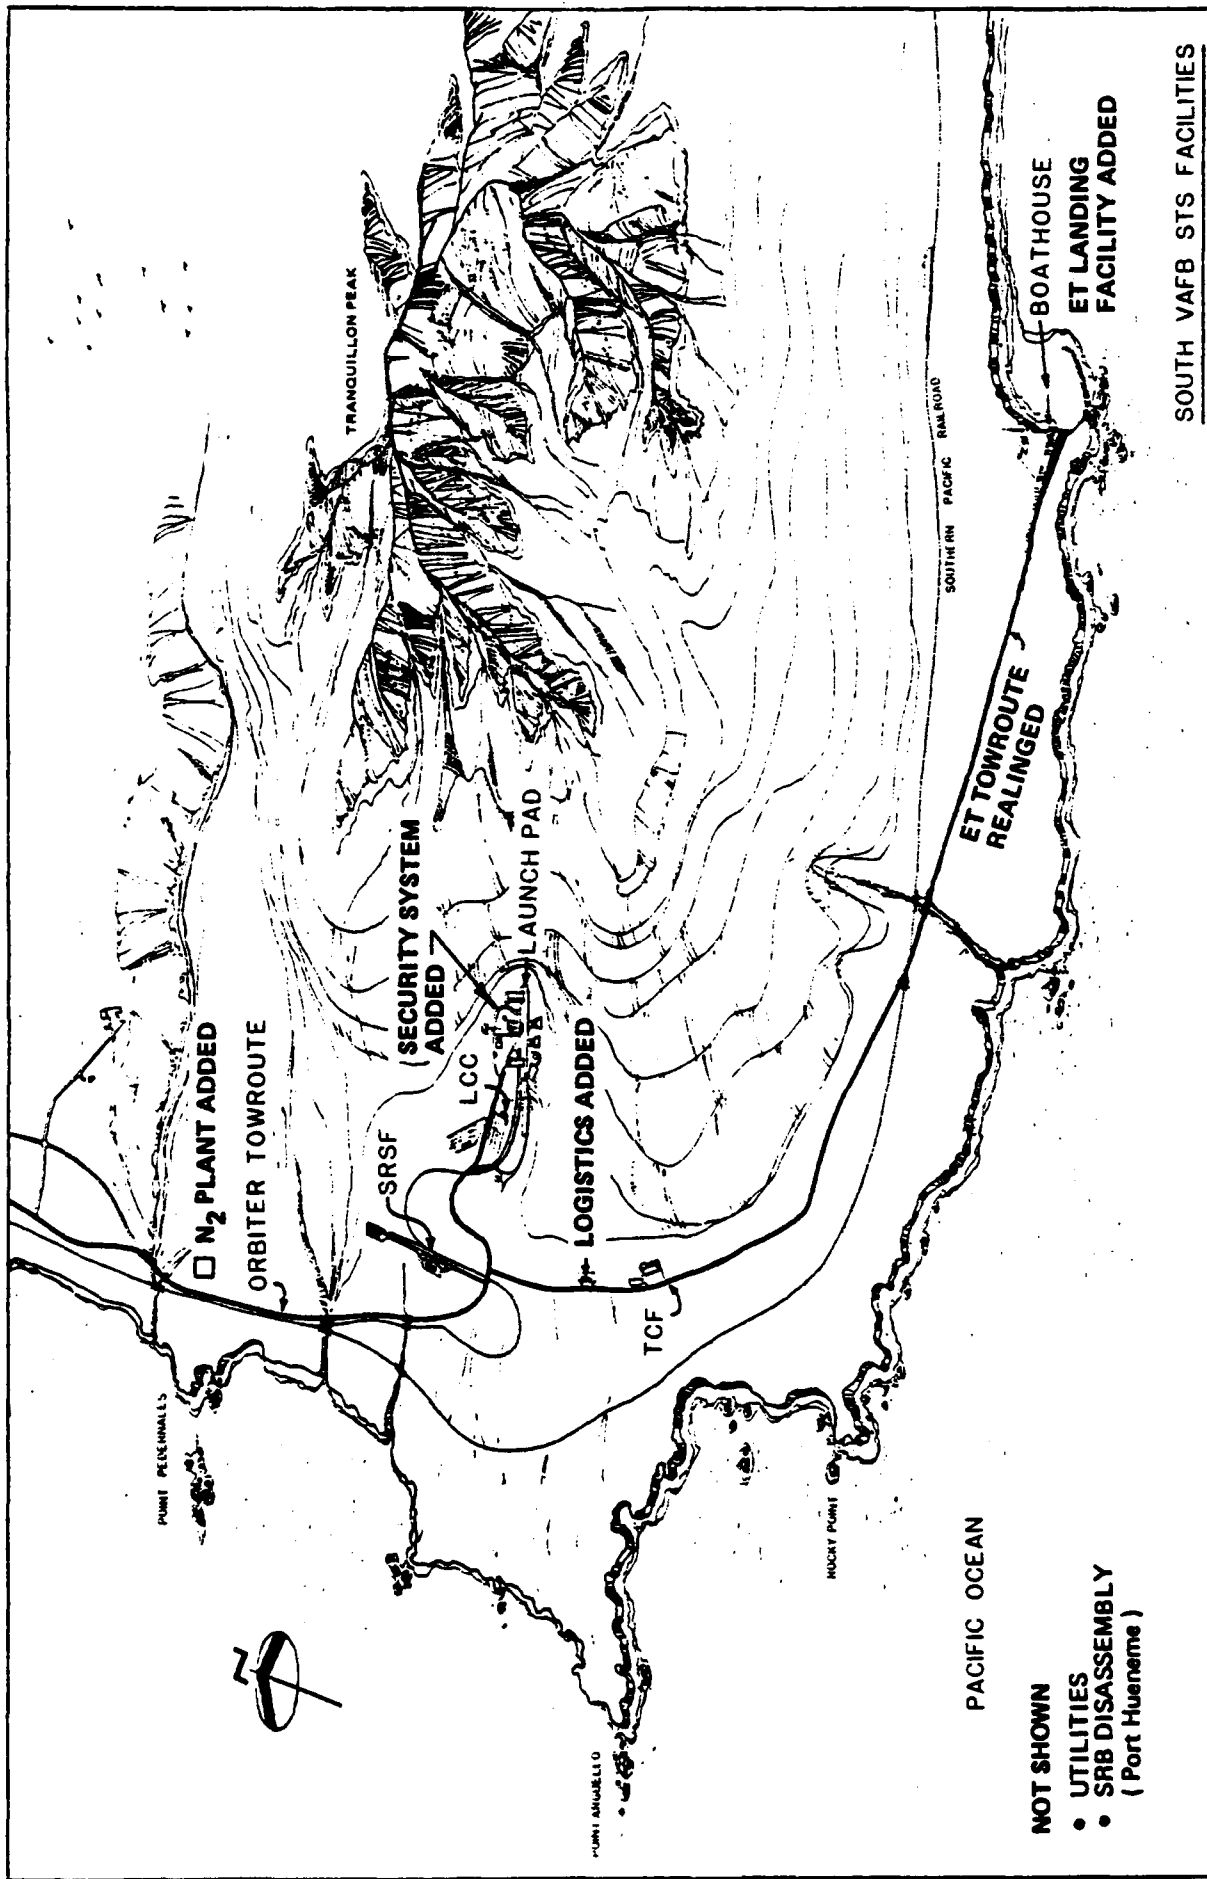 TRANQUILLON PEAK
□ N2 PLANT ADDED
ORBITER TOWROUTE
POINT PEDERNALES
(SECURITY SYSTEM
ADDED
LAUNCH PAD
LCC
SRSF
LOGISTICS ADDED
TCF
SOUTHERN PACIFIC RAILROAD
BOATHOUSE
ET LANDING
FACILITY ADDED
ET TOWROUTE
REALINGED
N
POINT ARGUELLO
ROCKY POINT
PACIFIC OCEAN
NOT SHOWN
• UTILITIES
• SRB DISASSEMBLY
(Port Hueneme)
SOUTH VAFB STS FACILITIES